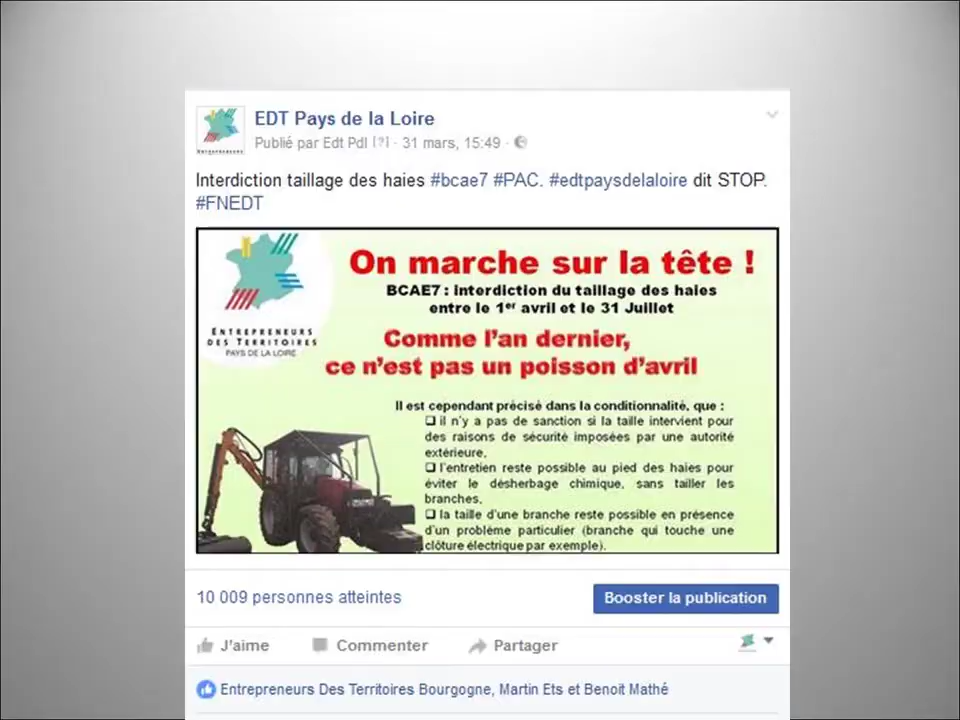 EDT Pays de la Loire
Publié par Edt Pdl [?] · 31 mars, 15:49 ·
Interdiction taillage des haies #bcae7 #PAC. #edtpaysdelaloire dit STOP.
#FNEDT
ENTREPRENEURS
DES TERRITOIRES
PAYS DE LA LOIRE
On marche sur la tête !
BCAE7 : interdiction du taillage des haies
entre le 1er avril et le 31 Juillet
Comme l'an dernier,
ce n'est pas un poisson d'avril
Il est cependant précisé dans la conditionnalité, que :
❑ il n'y a pas de sanction si la taille intervient pour
des raisons de sécurité imposées par une autorité
extérieure,
❑ l'entretien reste possible au pied des haies pour
éviter le désherbage chimique, sans tailler les
branches,
❑ la taille d'une branche reste possible en présence
d'un problème particulier (branche qui touche une
clôture électrique par exemple).
10 009 personnes atteintes
Booster la publication
J'aime
Commenter
Partager
Entrepreneurs Des Territoires Bourgogne, Martin Ets et Benoit Mathé